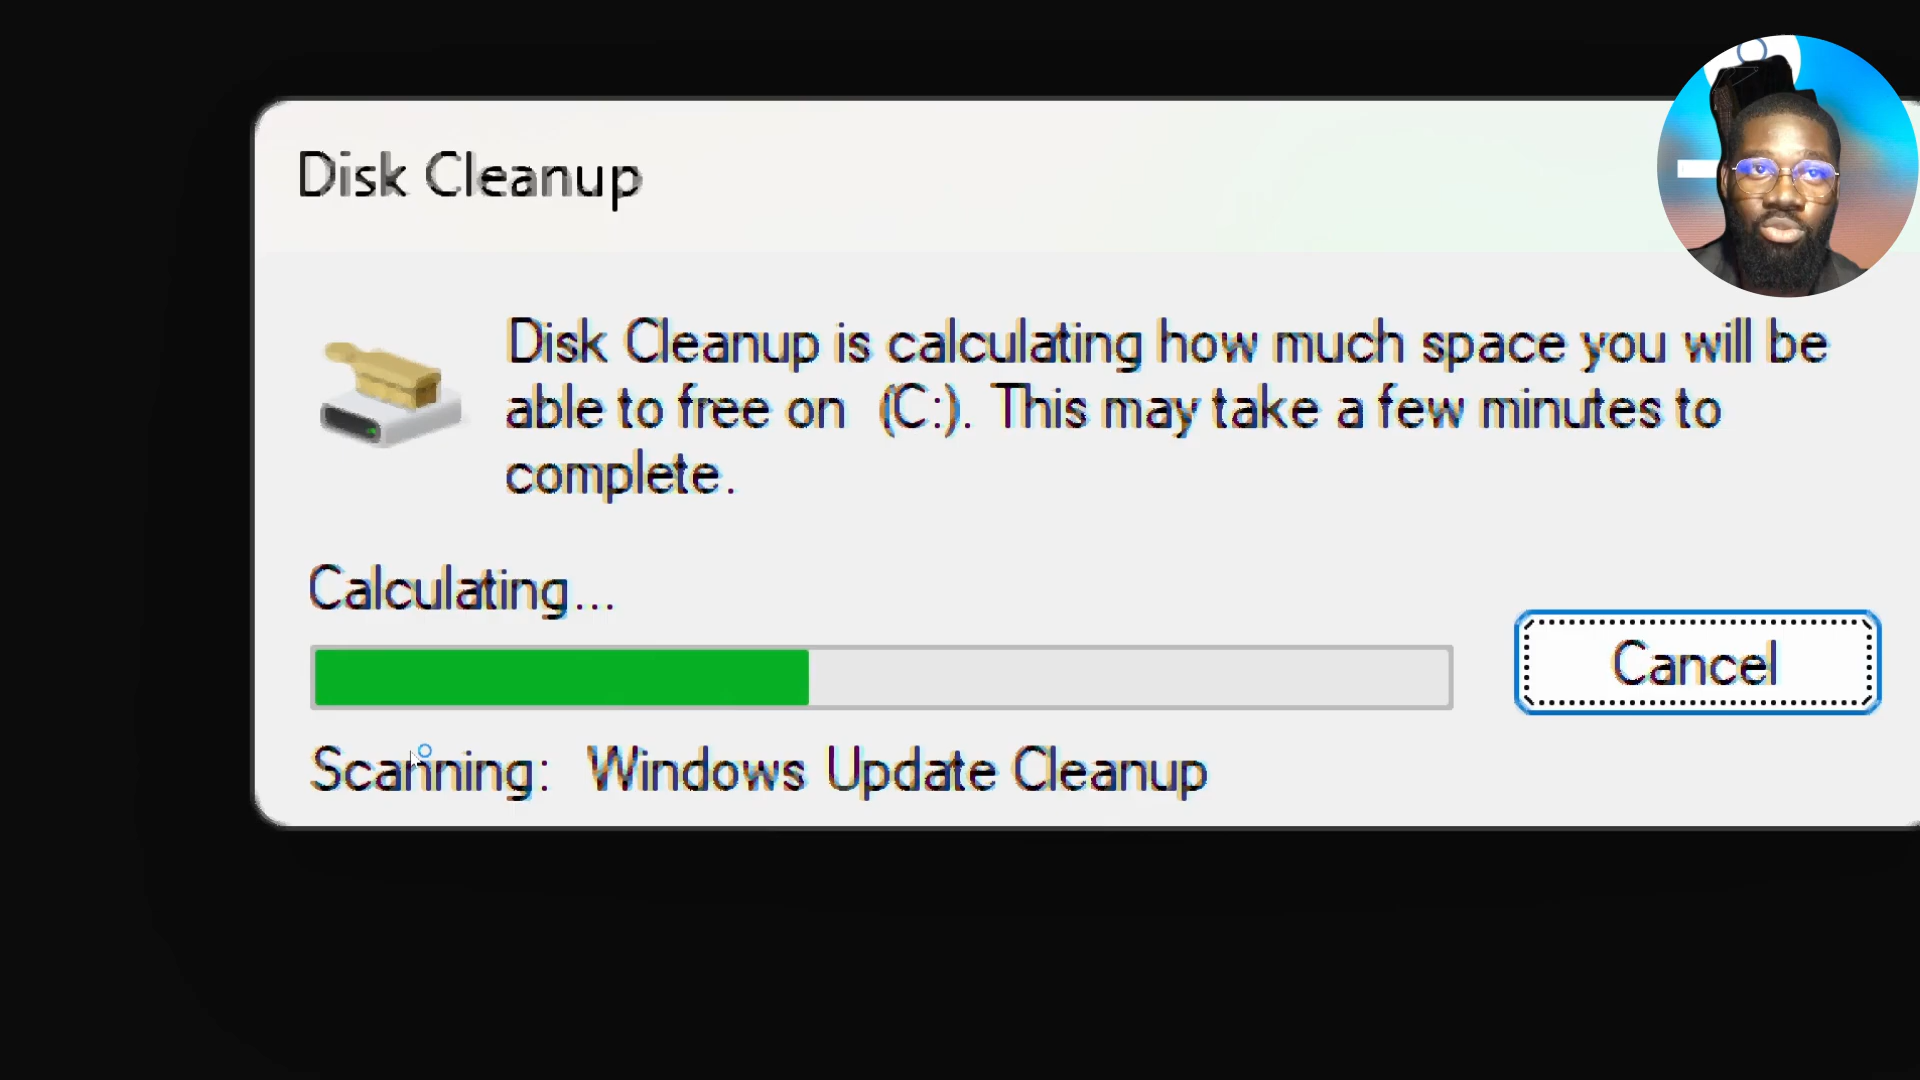 Disk Cleanup
Disk Cleanup is calculating how much space you will be
able to free on  (C:). This may take a few minutes to
complete.
Calculating...
Cancel
Scanning:  Windows Update Cleanup